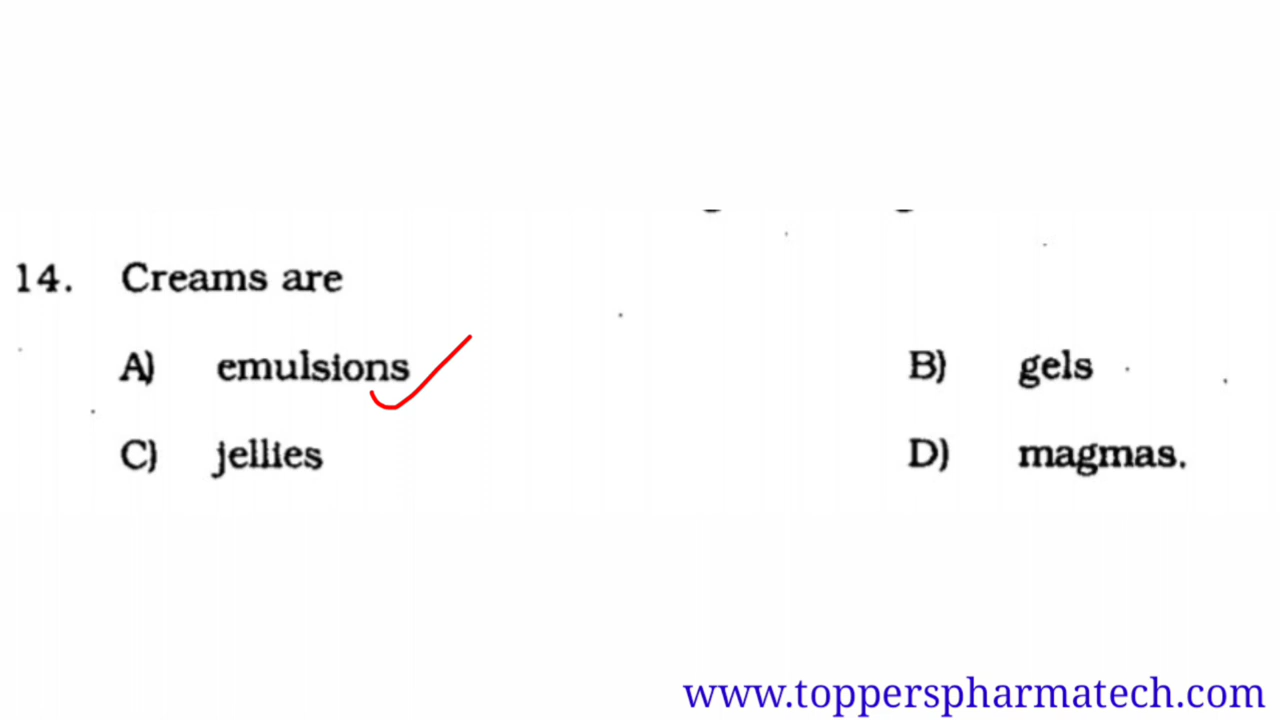 14. Creams are
A) emulsions B) gels
C) jellies D) magmas.
www.topperspharmatech.com